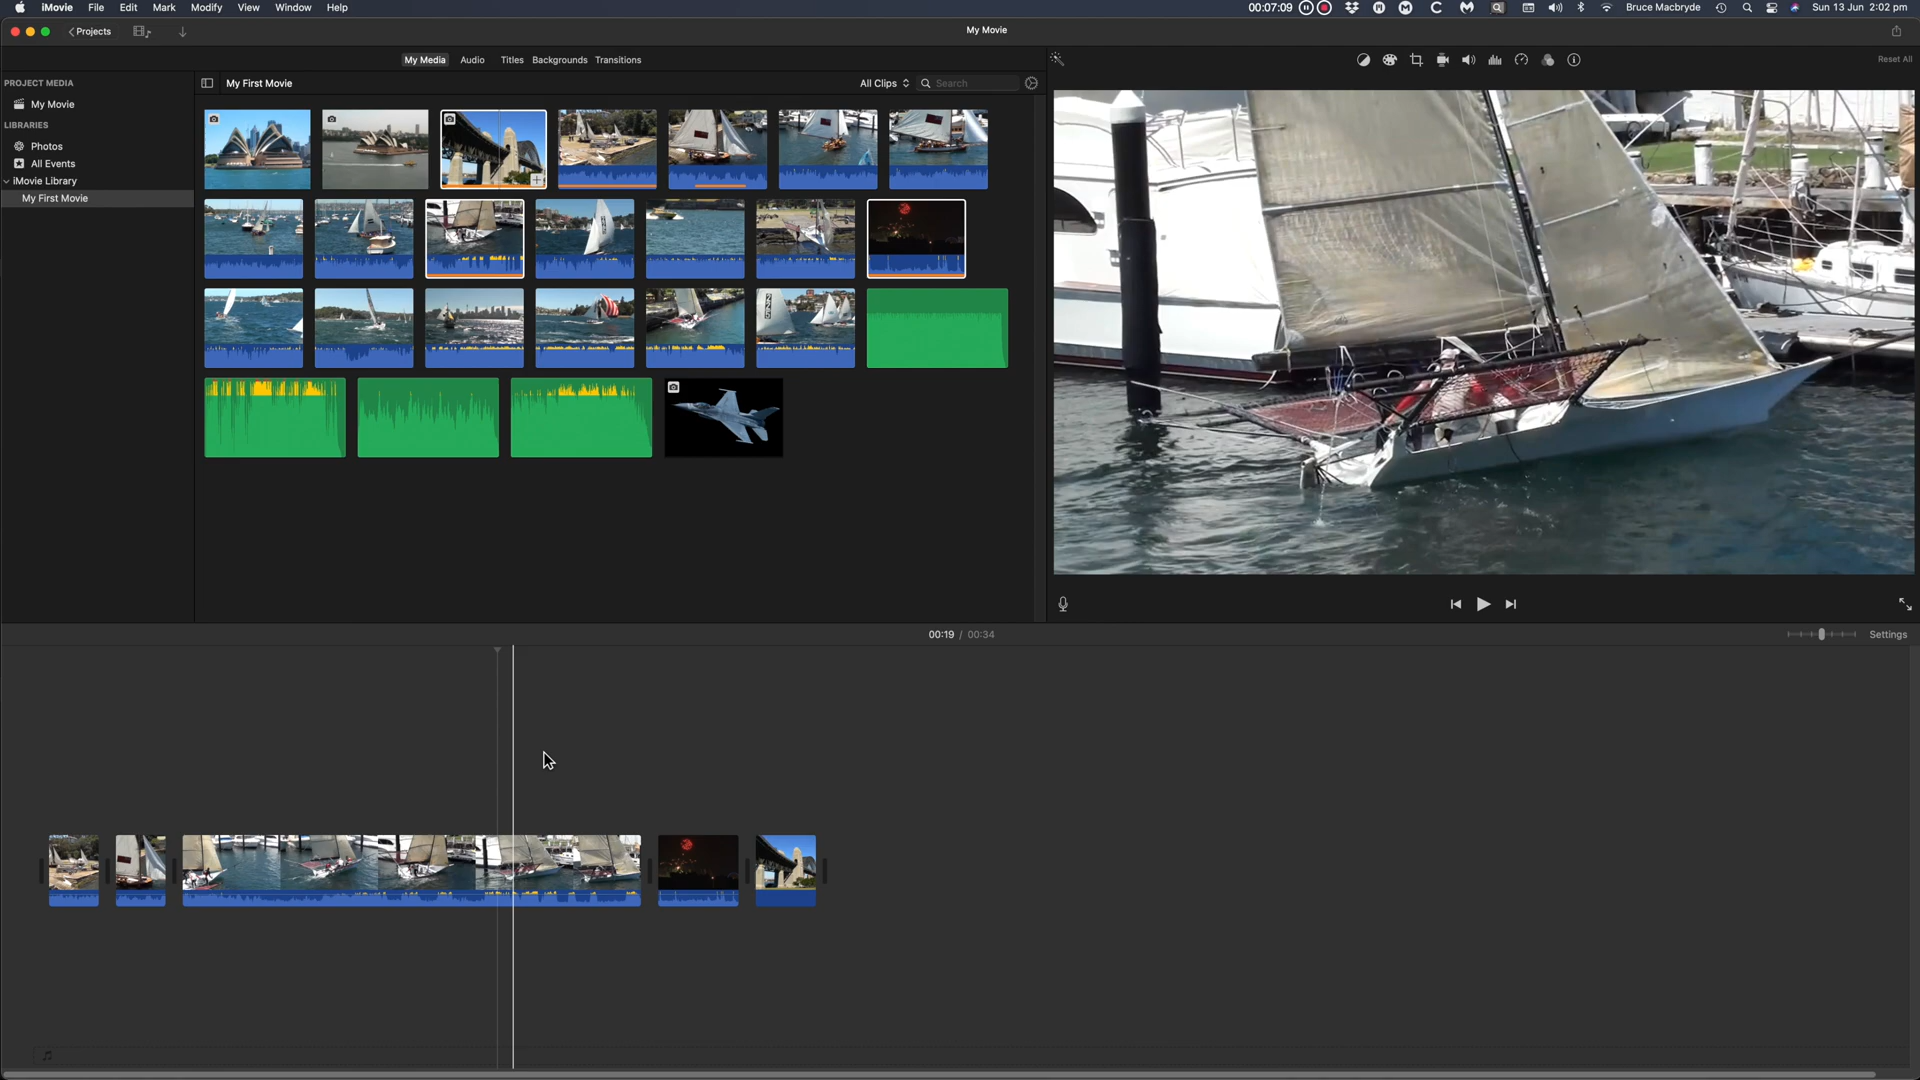 iMovie File Edit Mark Modify View Window Help 00:07:09 Bruce Macbryde Sun 13 Jun 2:02 pm
Projects My Movie
My Media Audio Titles Backgrounds Transitions Reset All
PROJECT MEDIA My First Movie All Clips Search
My Movie
LIBRARIES
Photos
All Events
iMovie Library
My First Movie
00:19 / 00:34 Settings